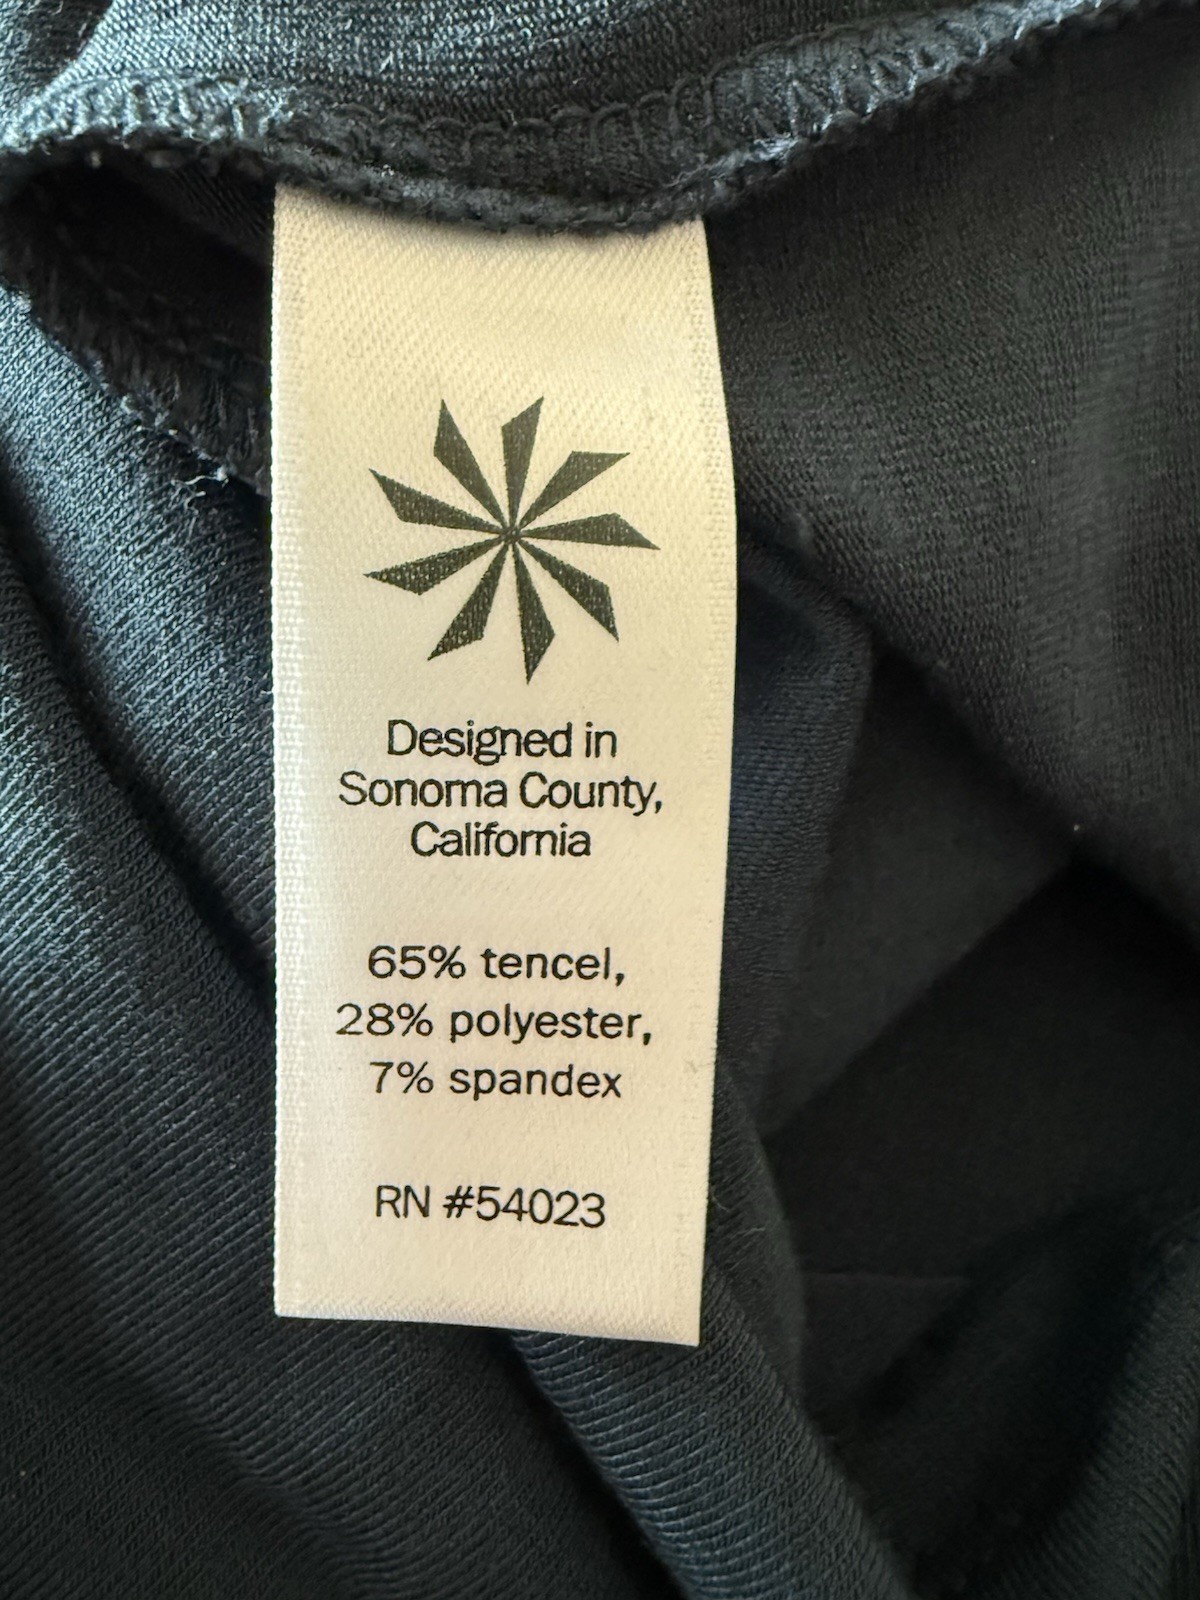 Designed in
Sonoma County,
California
65% tencel,
28% polyester,
7% spandex
RN #54023